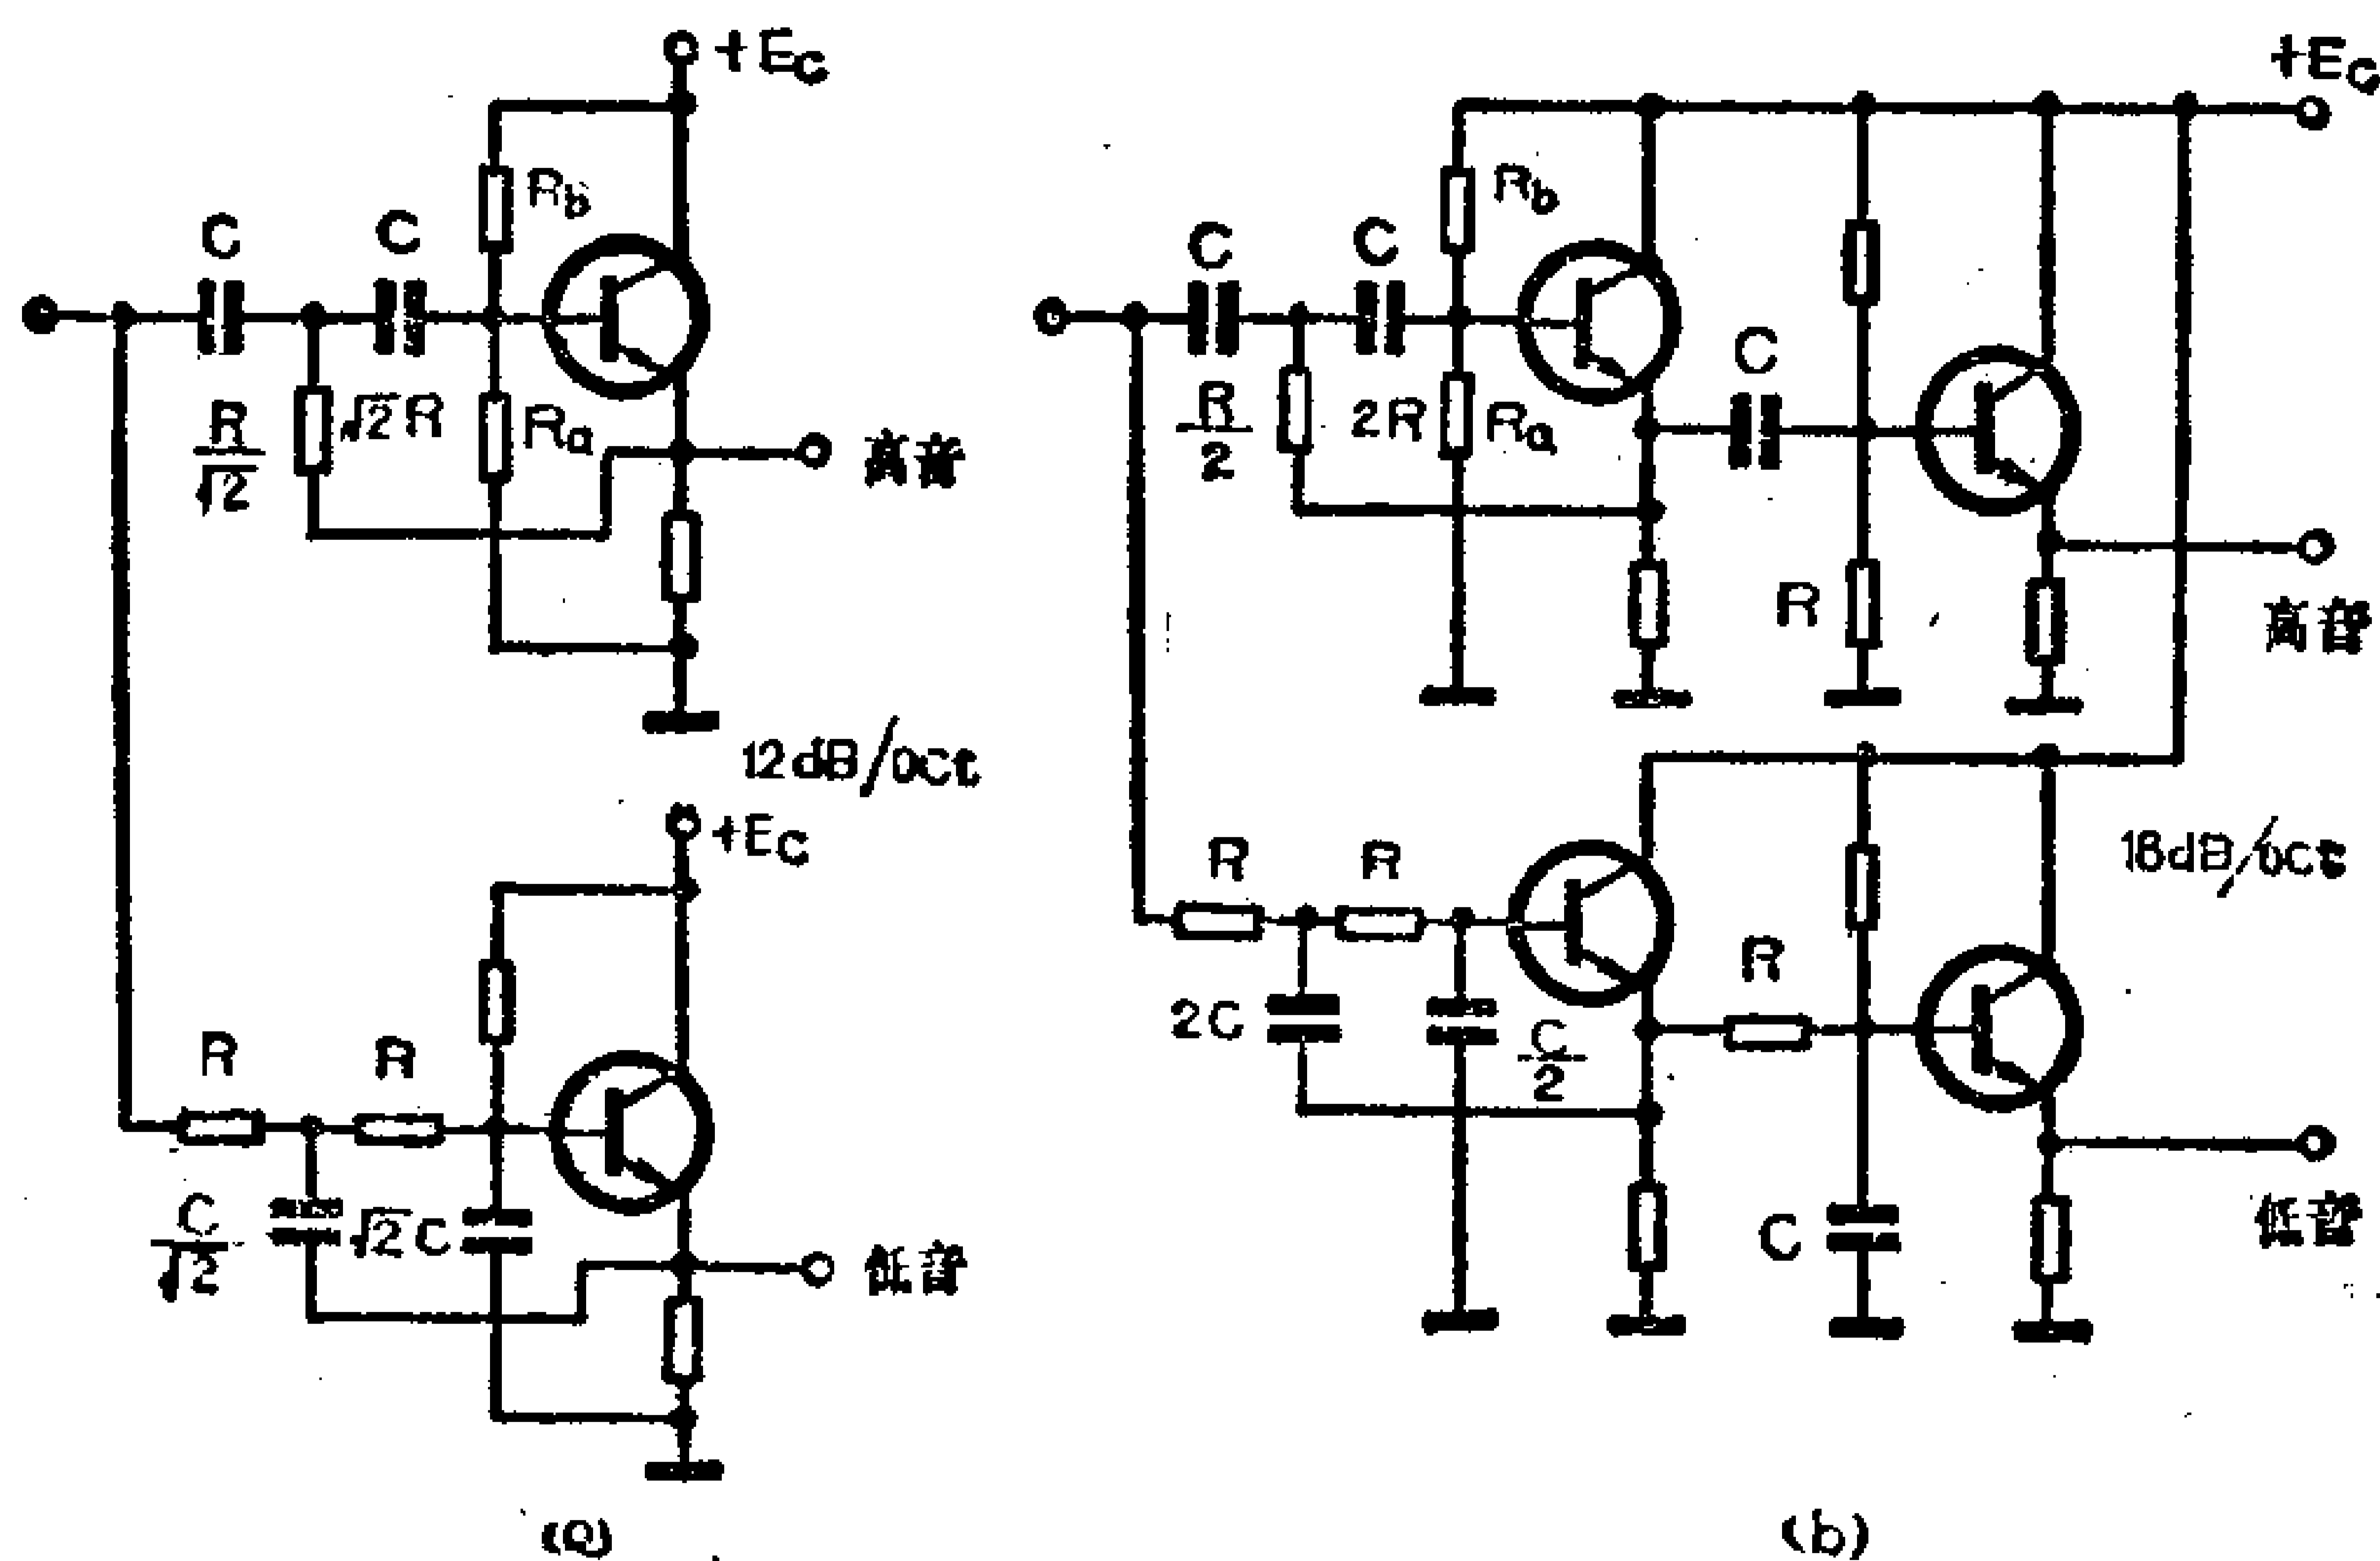 +Ec
Rb
C C
R/√2 √2R Ra
高音
12dB/oct
+Ec
R R
C/√2 √2C
低音
(a)
+Ec
Rb
C C
C
R/2 2R Ra
R
高音
18dB/oct
R R
R
2C C/2
C
低音
(b)